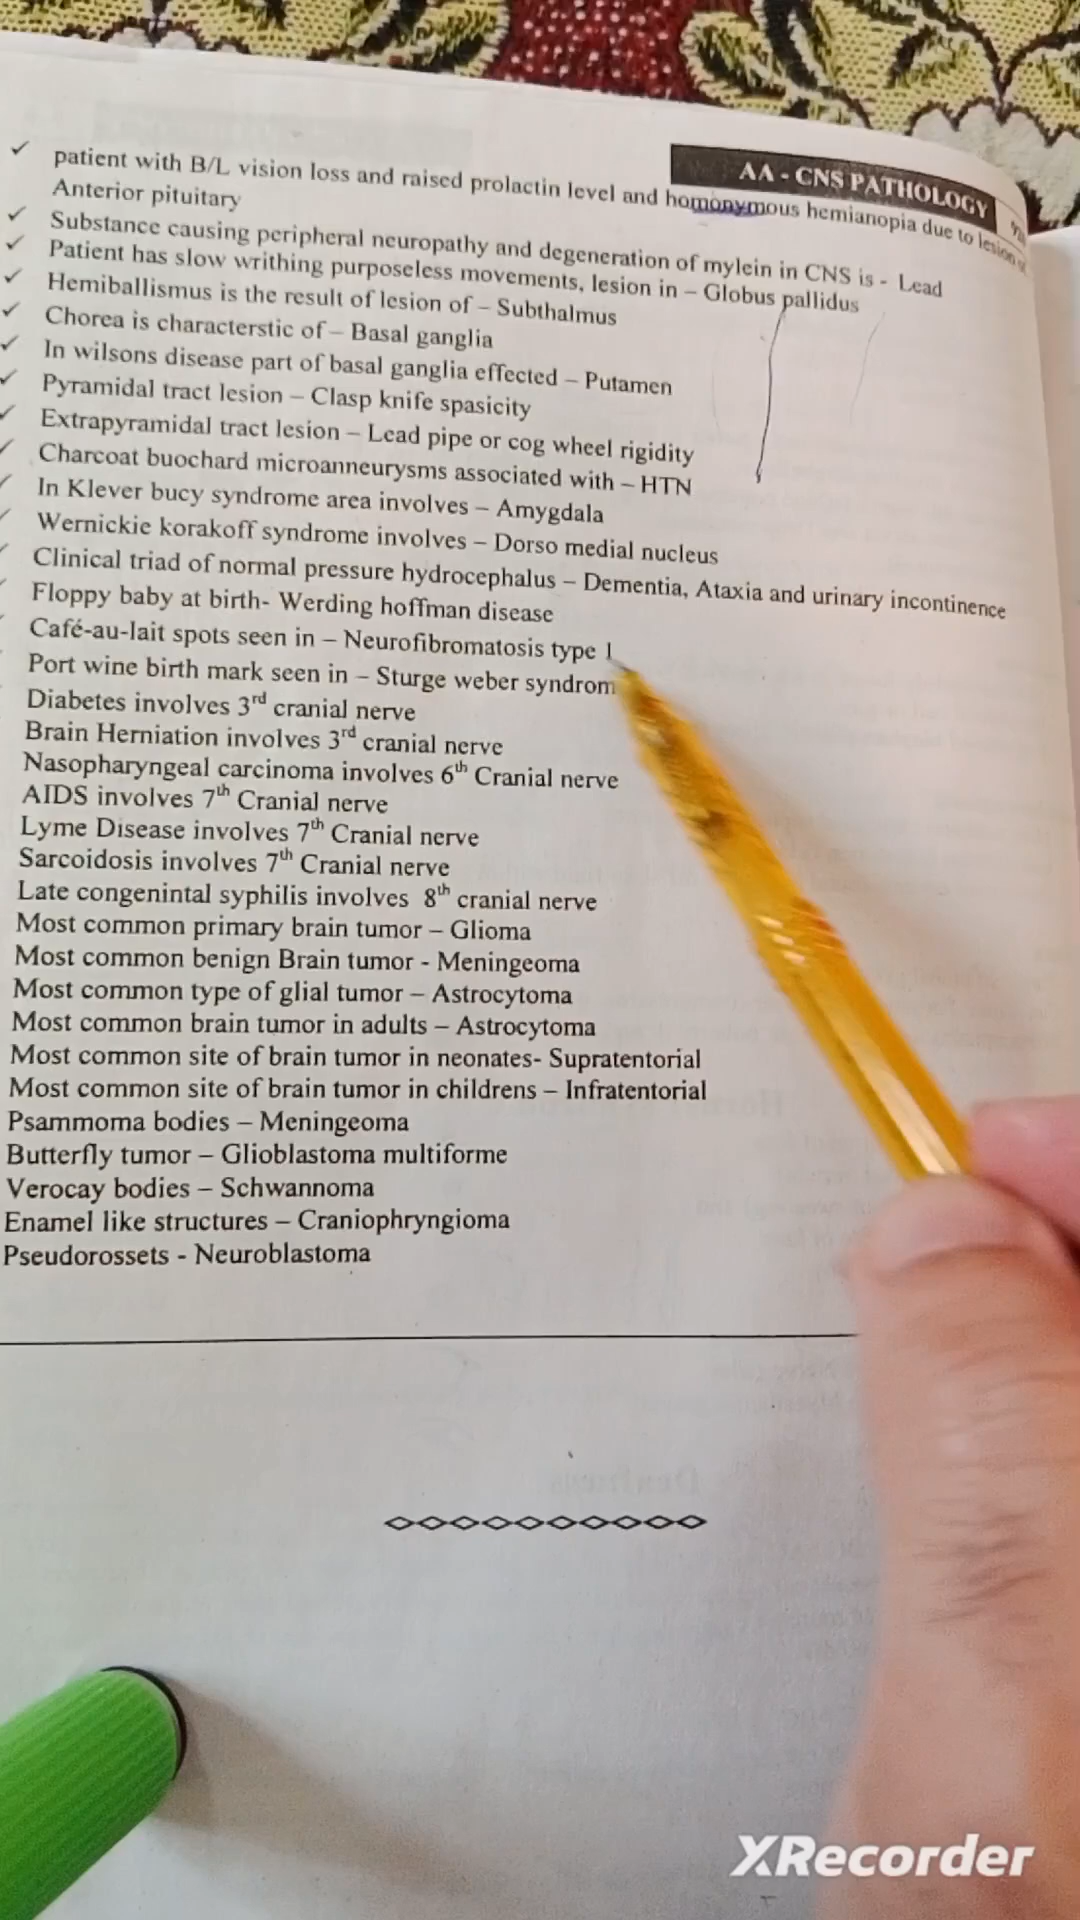 AA - CNS PATHOLOGY
patient with B/L vision loss and raised prolactin level and homonymous hemianopia due to lesion of
Anterior pituitary
Substance causing peripheral neuropathy and degeneration of mylein in CNS is - Lead
Patient has slow writhing purposeless movements, lesion in – Globus pallidus
Hemiballismus is the result of lesion of – Subthalmus
Chorea is characterstic of – Basal ganglia
In wilsons disease part of basal ganglia effected – Putamen
Pyramidal tract lesion – Clasp knife spasicity
Extrapyramidal tract lesion – Lead pipe or cog wheel rigidity
Charcoat buochard microanneurysms associated with – HTN
In Klever bucy syndrome area involves – Amygdala
Wernickie korakoff syndrome involves – Dorso medial nucleus
Clinical triad of normal pressure hydrocephalus – Dementia, Ataxia and urinary incontinence
Floppy baby at birth- Werding hoffman disease
Café-au-lait spots seen in – Neurofibromatosis type I
Port wine birth mark seen in – Sturge weber syndrom
Diabetes involves 3rd cranial nerve
Brain Herniation involves 3rd cranial nerve
Nasopharyngeal carcinoma involves 6th Cranial nerve
AIDS involves 7th Cranial nerve
Lyme Disease involves 7th Cranial nerve
Sarcoidosis involves 7th Cranial nerve
Late congenintal syphilis involves 8th cranial nerve
Most common primary brain tumor – Glioma
Most common benign Brain tumor - Meningeoma
Most common type of glial tumor – Astrocytoma
Most common brain tumor in adults – Astrocytoma
Most common site of brain tumor in neonates- Supratentorial
Most common site of brain tumor in childrens – Infratentorial
Psammoma bodies – Meningeoma
Butterfly tumor – Glioblastoma multiforme
Verocay bodies – Schwannoma
Enamel like structures – Craniophryngioma
Pseudorossets - Neuroblastoma
XRecorder